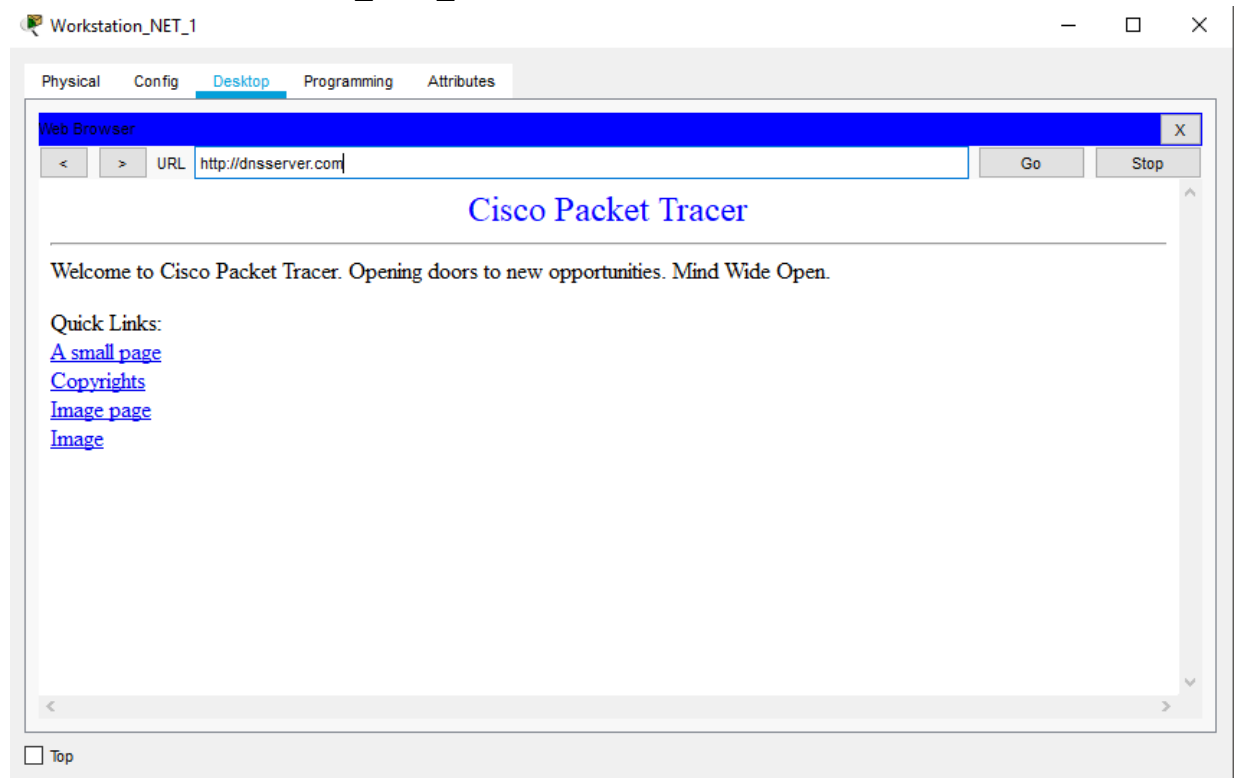 Workstation_NET_1
Physical Config Desktop Programming Attributes
Web Browser
X
< > URL http://dnsserver.com Go Stop
Cisco Packet Tracer
Welcome to Cisco Packet Tracer. Opening doors to new opportunities. Mind Wide Open.
Quick Links:
A small page
Copyrights
Image page
Image
Top